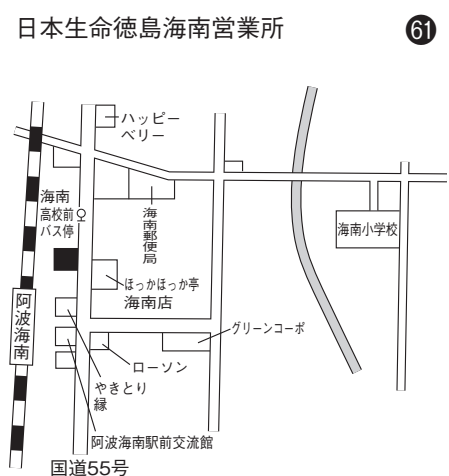 日本生命徳島海南営業所
61
ハッピー
ベリー
海南
高校前
バス停
海南郵便局
海南小学校
ほっかほっか亭
海南店
阿波海南
グリーンコーポ
ローソン
やきとり
縁
阿波海南駅前交流館
国道55号